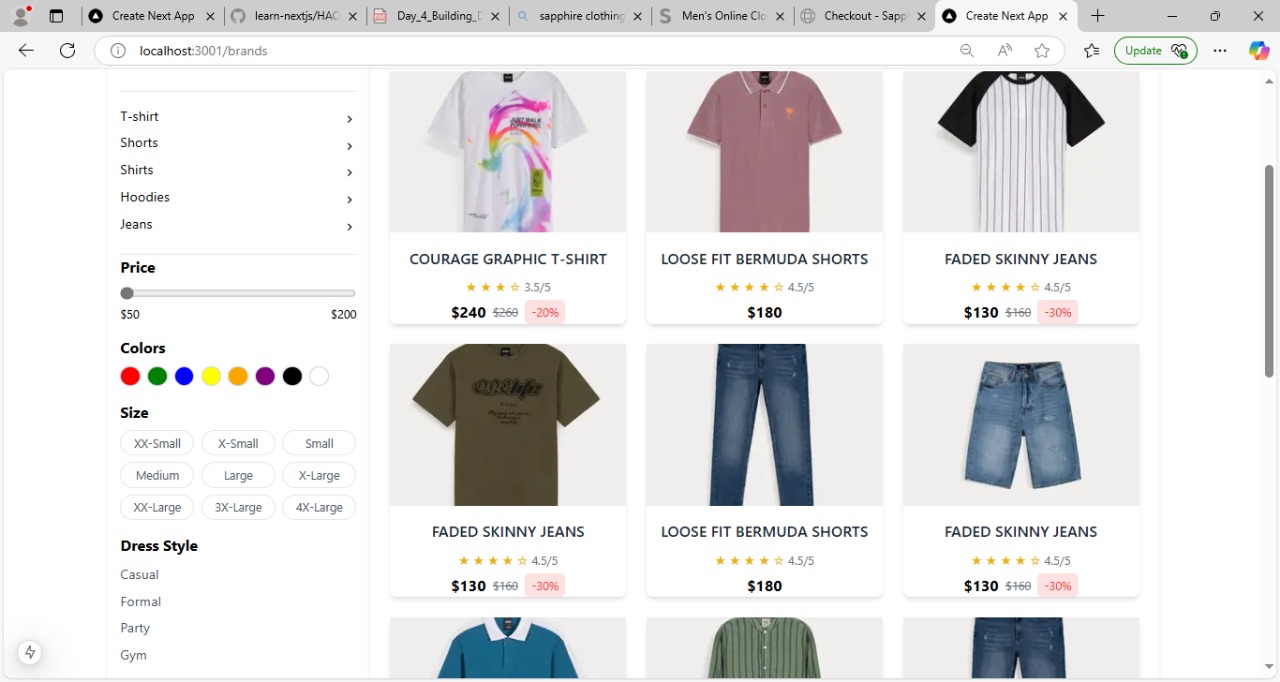 Create Next App
learn-nextjs/HAC
Day_4_Building_D
sapphire clothing
Men's Online Clo
Checkout - Sapp
Create Next App
localhost:3001/brands
Update
T-shirt
Shorts
Shirts
Hoodies
Jeans
Price
$50 $200
Colors
Size
XX-Small X-Small Small
Medium Large X-Large
XX-Large 3X-Large 4X-Large
Dress Style
Casual
Formal
Party
Gym
JUST WALK
COURAGE GRAPHIC T-SHIRT
★ ★ ★ ☆ 3.5/5
$240 $260 -20%
LOOSE FIT BERMUDA SHORTS
★ ★ ★ ★ ☆ 4.5/5
$180
FADED SKINNY JEANS
★ ★ ★ ★ ☆ 4.5/5
$130 $160 -30%
FADED SKINNY JEANS
★ ★ ★ ★ ☆ 4.5/5
$130 $160 -30%
LOOSE FIT BERMUDA SHORTS
★ ★ ★ ★ ☆ 4.5/5
$180
FADED SKINNY JEANS
★ ★ ★ ★ ☆ 4.5/5
$130 $160 -30%